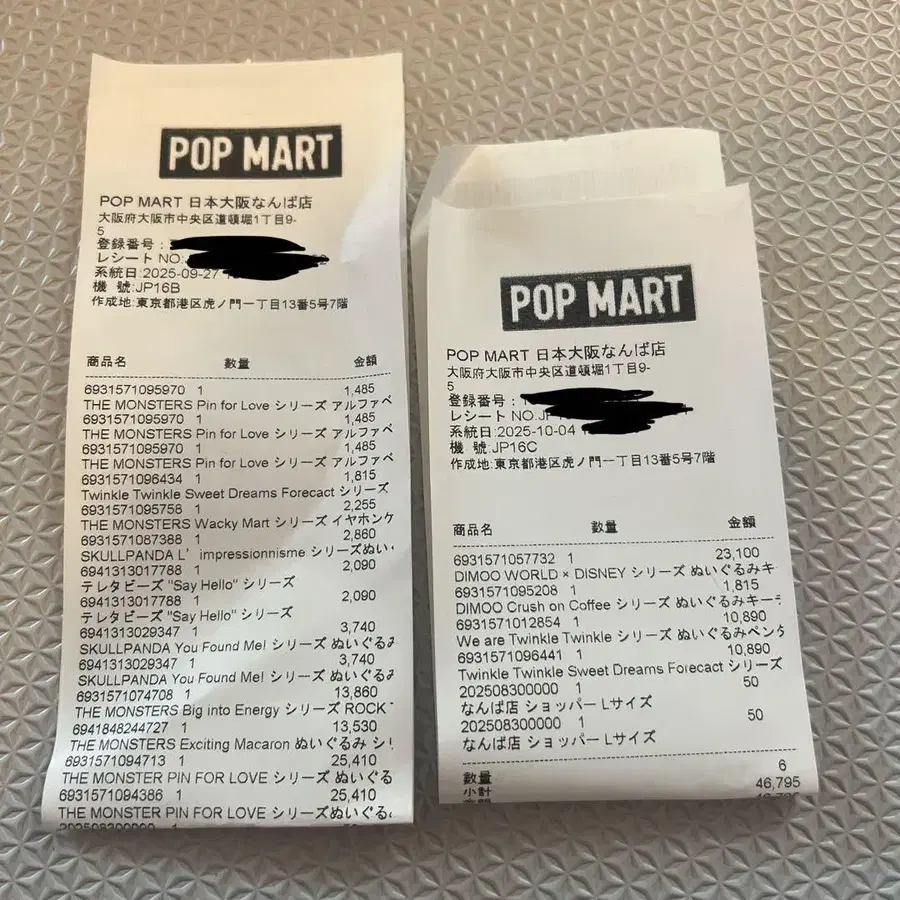 POP MART
POP MART 日本大阪なんば店
大阪府大阪市中央区道頓堀1丁目9-
5
登録番号:
レシートNO:
系統日:2025-09-27
機 號:JP16B
作成地:東京都港区虎ノ門一丁目13番5号7階
商品名 数量 金額
6931571095970 1 1,485
THE MONSTERS Pin for Love シリーズ アルファベ
6931571095970 1 1,485
THE MONSTERS Pin for Love シリーズ アルファベ
6931571095970 1 1,485
THE MONSTERS Pin for Love シリーズ アルファベ
6931571096434 1 1,815
Twinkle Twinkle Sweet Dreams Forecact シリーズ
6931571095758 1 2,255
THE MONSTERS Wacky Mart シリーズ イヤホンケ
6931571087388 1 2,860
SKULLPANDA L' impressionnisme シリーズぬい
6941313017788 1 2,090
テレタビーズ "Say Hello" シリーズ
6941313017788 1 2,090
テレタビーズ "Say Hello" シリーズ
6941313029347 1 3,740
SKULLPANDA You Found Me! シリーズ ぬいぐるみ
6941313029347 1 3,740
SKULLPANDA You Found Me! シリーズ ぬいぐるみ
6931571074708 1 13,860
THE MONSTERS Big into Energy シリーズ ROCK
6941848244727 1 13,530
THE MONSTERS Exciting Macaron ぬいぐるみ シリ
6931571094713 1 25,410
THE MONSTER PIN FOR LOVE シリーズ ぬいぐる
6931571094386 1 25,410
THE MONSTER PIN FOR LOVE シリーズぬいぐる
202508300000 1
POP MART
POP MART 日本大阪なんば店
大阪府大阪市中央区道頓堀1丁目9-
5
登録番号:
レシートNO:JP
系統日:2025-10-04
機 號:JP16C
作成地:東京都港区虎ノ門一丁目13番5号7階
商品名 数量 金額
6931571057732 1 23,100
DIMOO WORLD × DISNEY シリーズ ぬいぐるみキー
6931571095208 1 1,815
DIMOO Crush on Coffee シリーズ ぬいぐるみキーチ
6931571012854 1 10,890
We are Twinkle Twinkle シリーズ ぬいぐるみペンダ
6931571096441 1 10,890
Twinkle Twinkle Sweet Dreams Forecact シリーズ
202508300000 1 50
なんば店 ショッパー Lサイズ
202508300000 1 50
なんば店 ショッパー Lサイズ
数量 6
小計 46,795